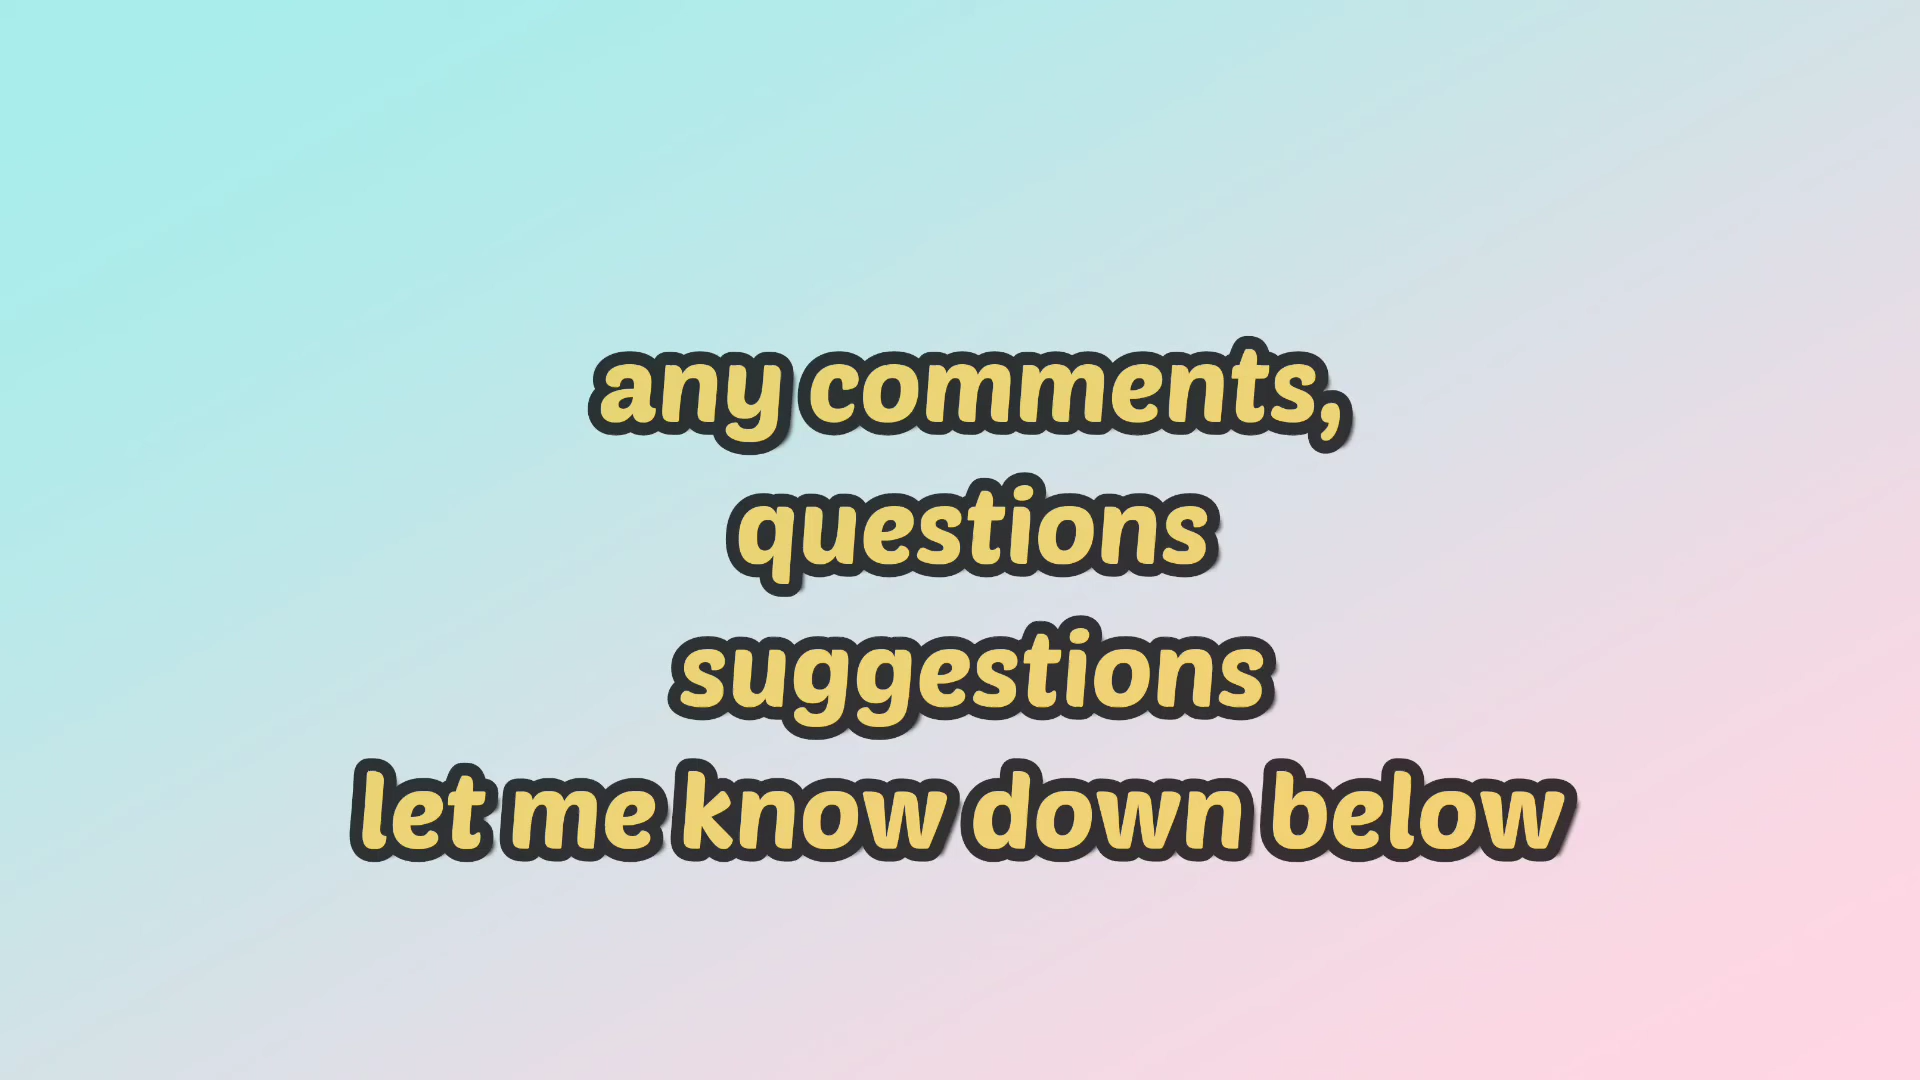 any comments,
questions
suggestions
let me know down below